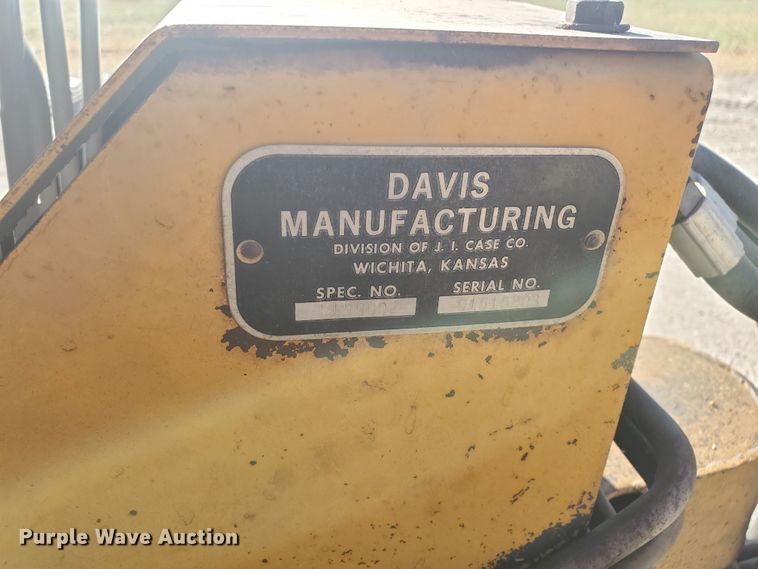 DAVIS
MANUFACTURING
DIVISION OF J. I. CASE CO.
WICHITA, KANSAS
SPEC. NO. SERIAL NO.
Purple Wave Auction